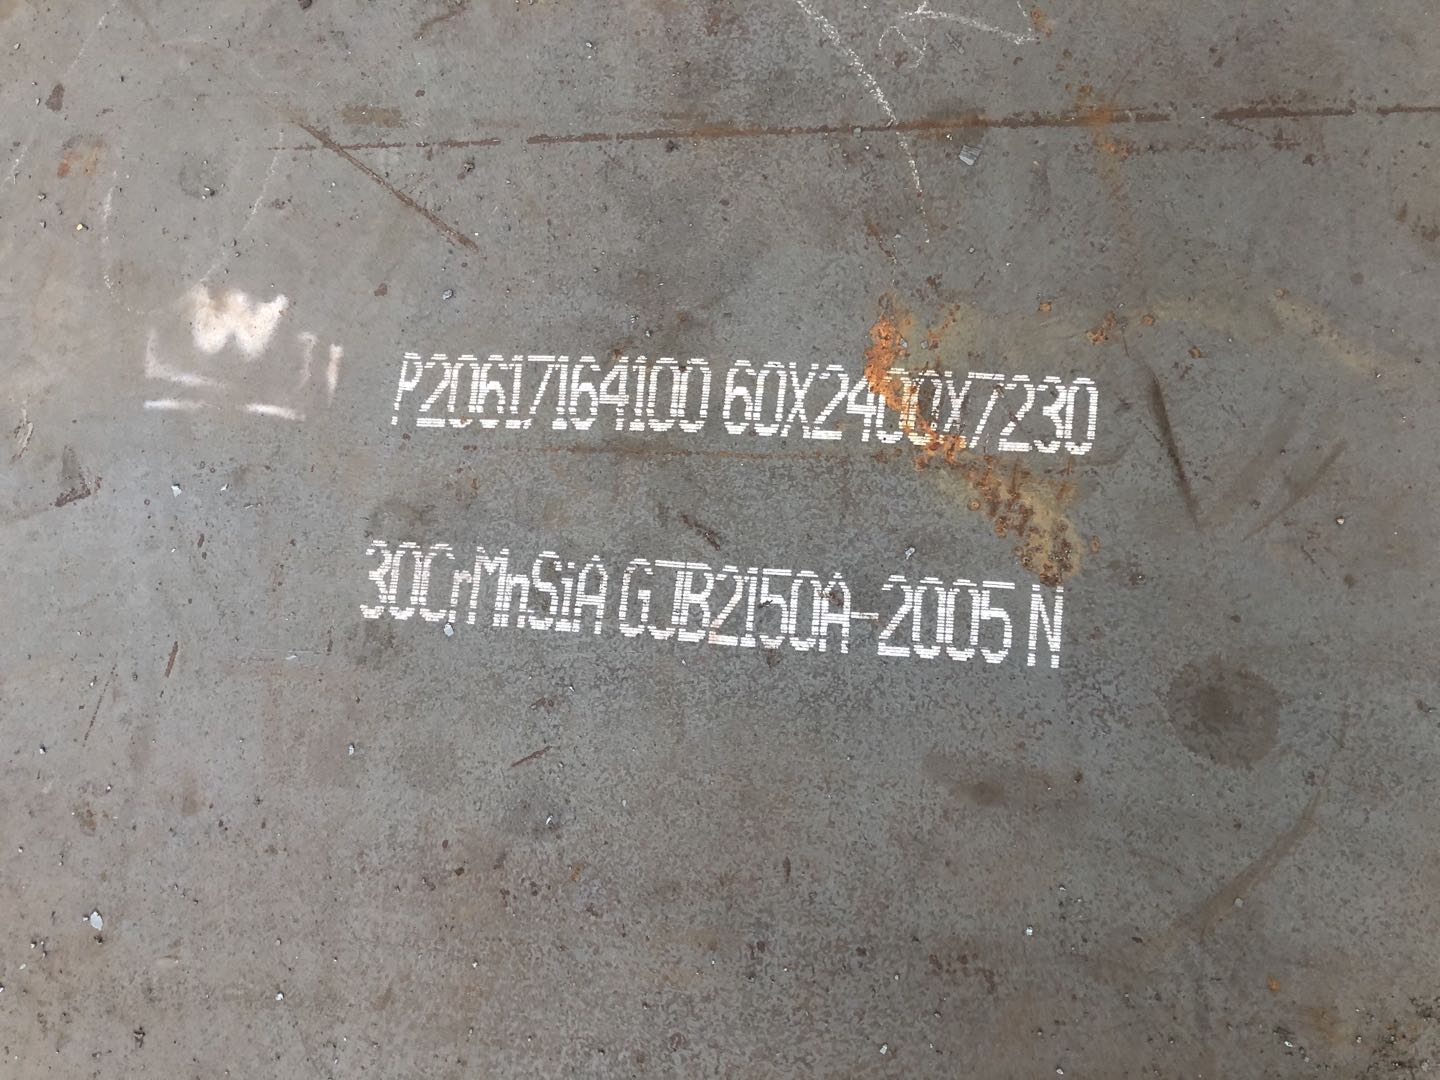 P20617164100 60X2400X7230
30CrMnSiA GJB2150A-2005 N